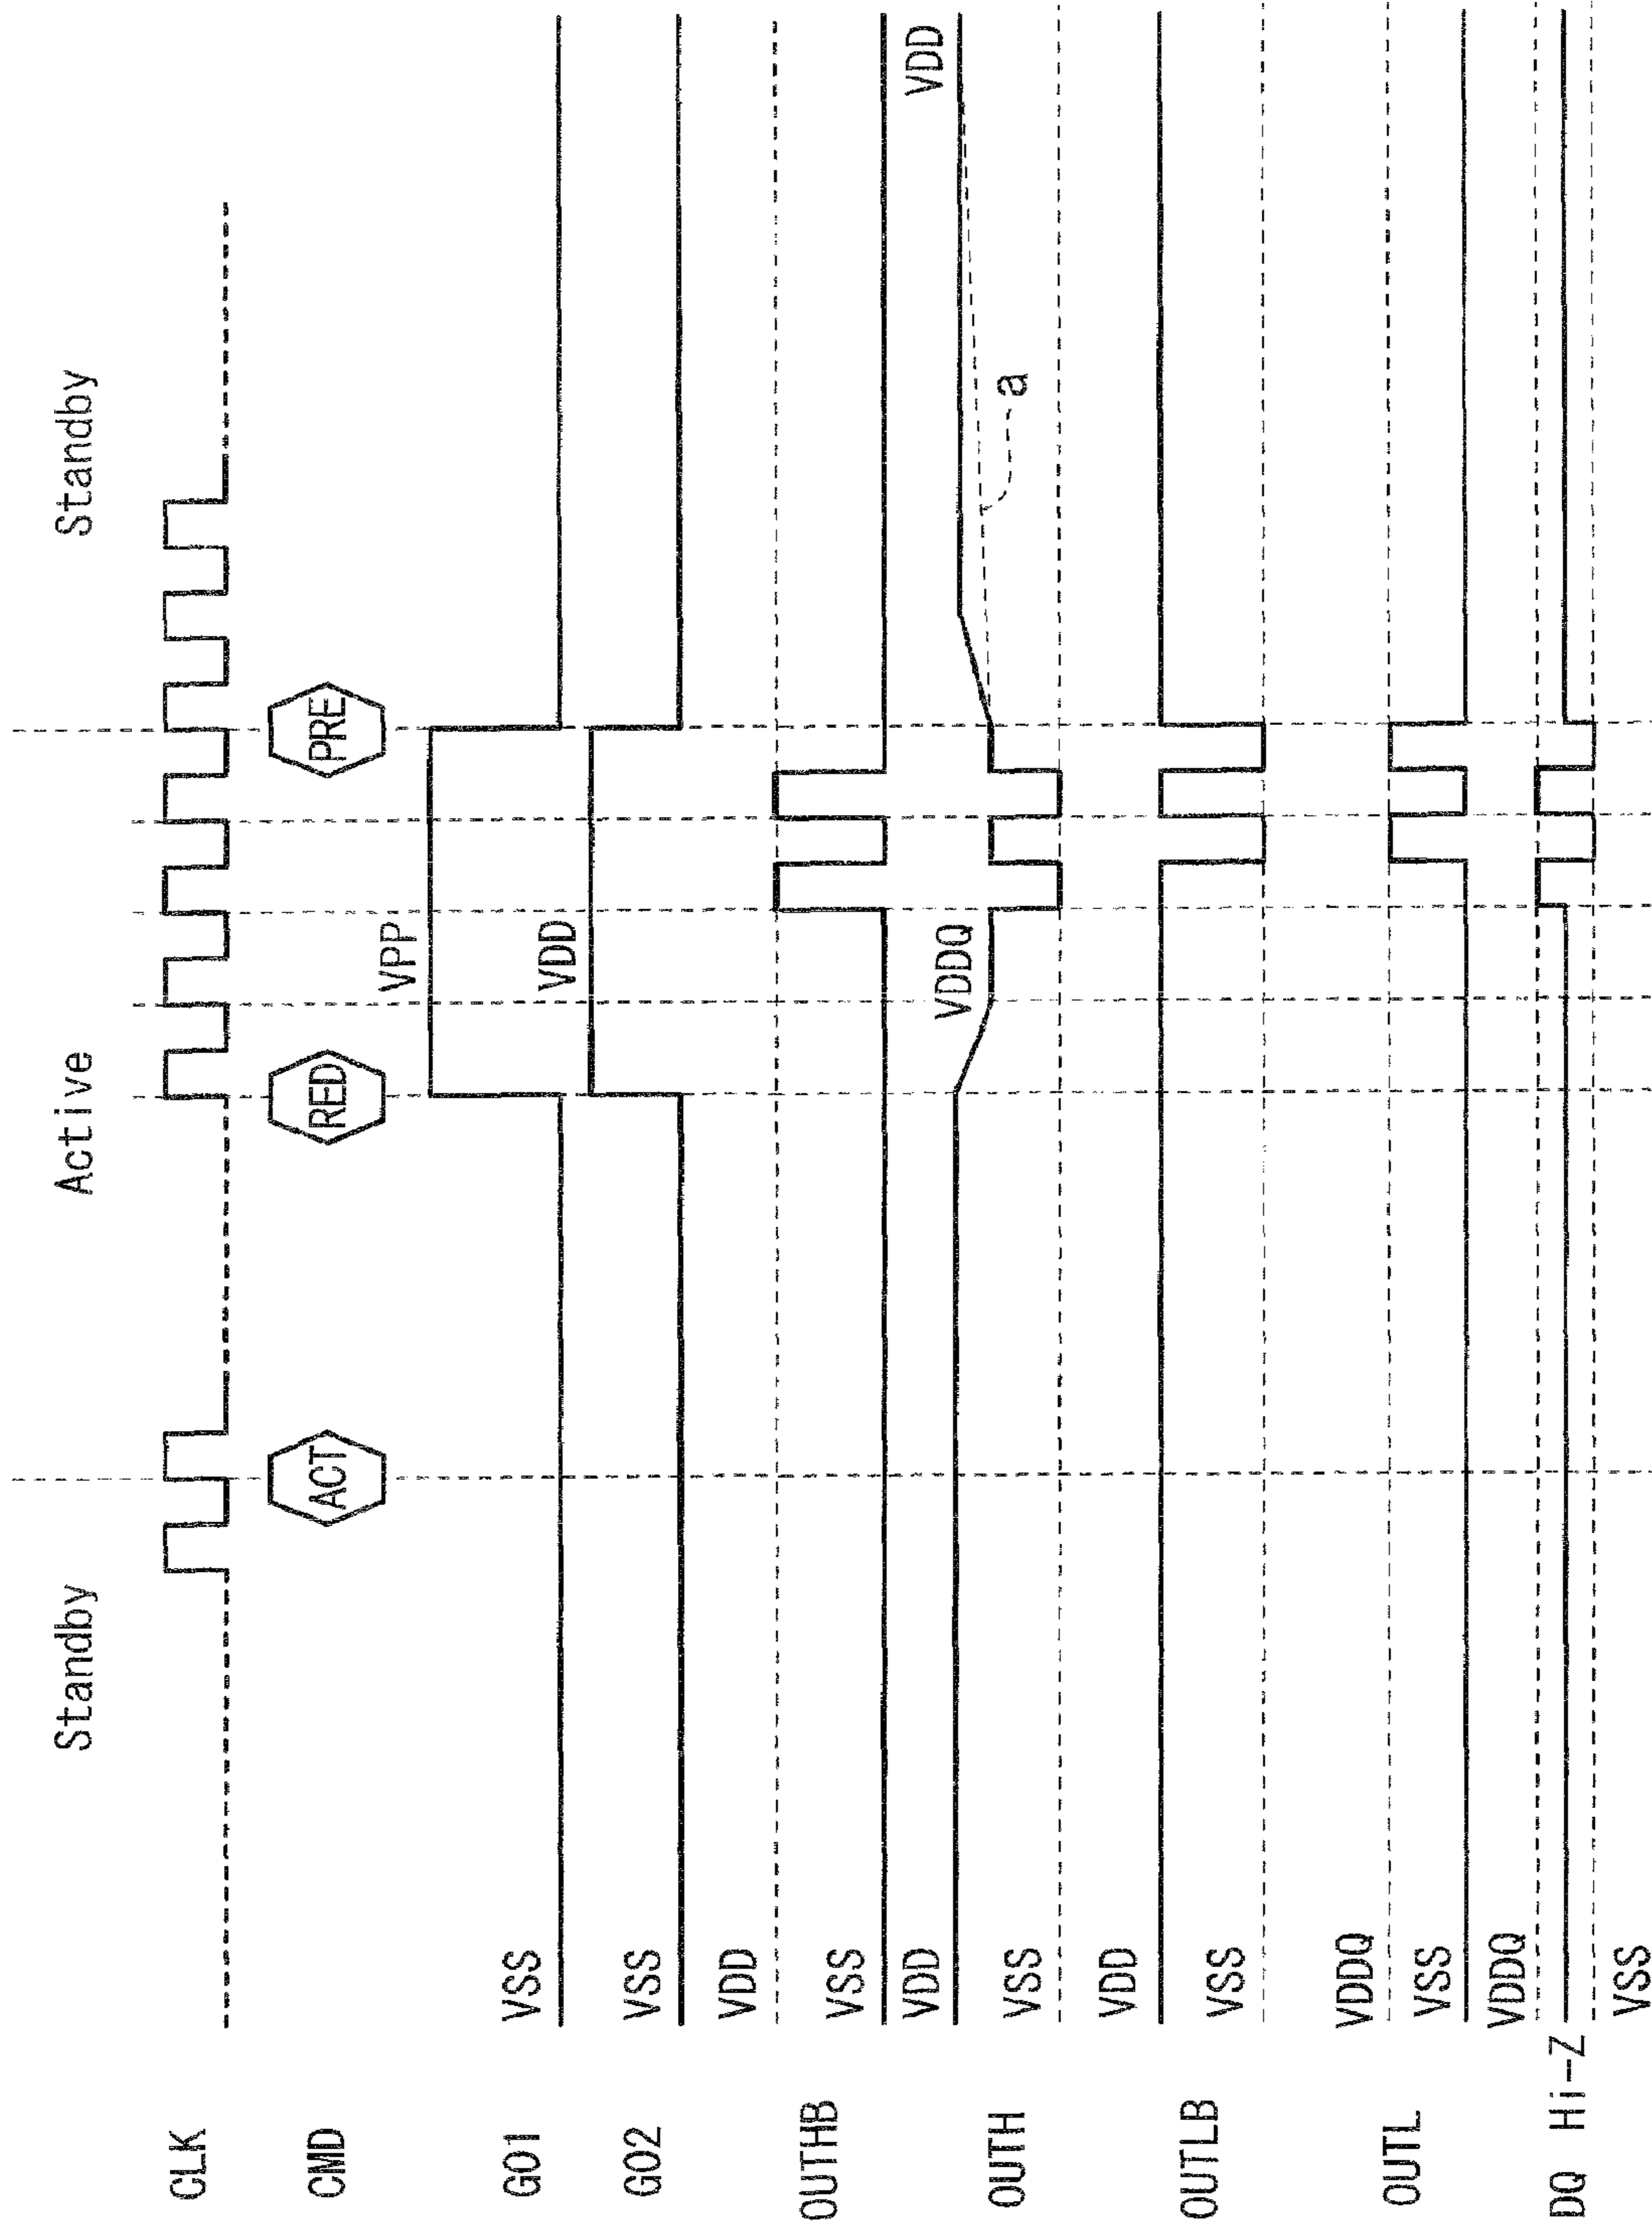 Standby Active Standby
CLK
CMD ACT RED PRE
GO1 VSS VPP
GO2 VSS VDD
OUTHB VDD
VSS
OUTH VDD VDDQ VDD
VSS a
OUTLB VDD
VSS
OUTL VDDQ
VSS
DQ Hi-Z VDDQ
VSS